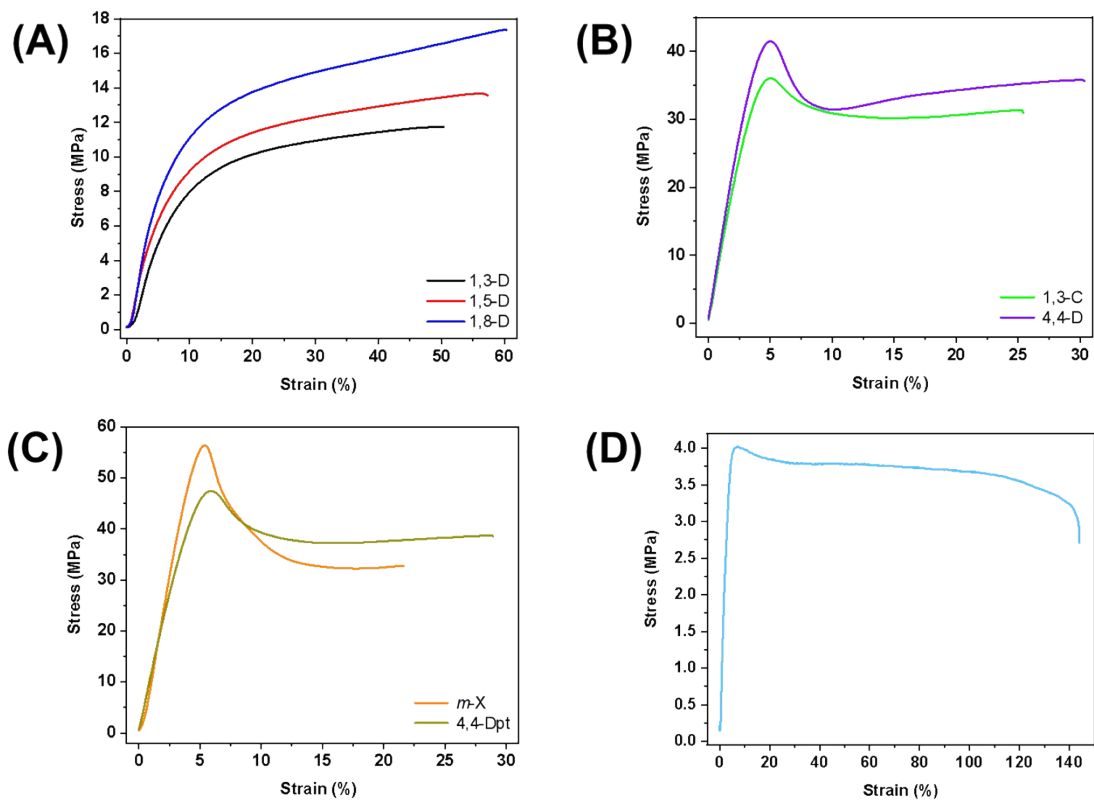 (A)
18
16
14
12
10
8
6
4
2
0
Stress (MPa)
0 10 20 30 40 50 60
Strain (%)
1,3-D
1,5-D
1,8-D
(B)
40
30
20
10
0
Stress (MPa)
0 5 10 15 20 25 30
Strain (%)
1,3-C
4,4-D
(C)
60
50
40
30
20
10
0
Stress (MPa)
0 5 10 15 20 25 30
Strain (%)
m-X
4,4-Dpt
(D)
4.0
3.5
3.0
2.5
2.0
1.5
1.0
0.5
0.0
Stress (MPa)
0 20 40 60 80 100 120 140
Strain (%)